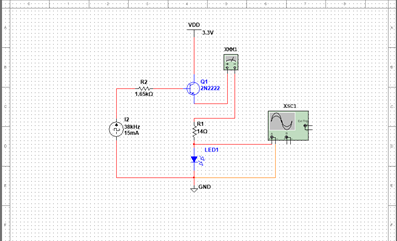 VDD
3.3V
XMM1
Q1
2N2222
R2
1.65kΩ
XSC1
I2
38kHz
15mA
R1
14Ω
LED1
GND